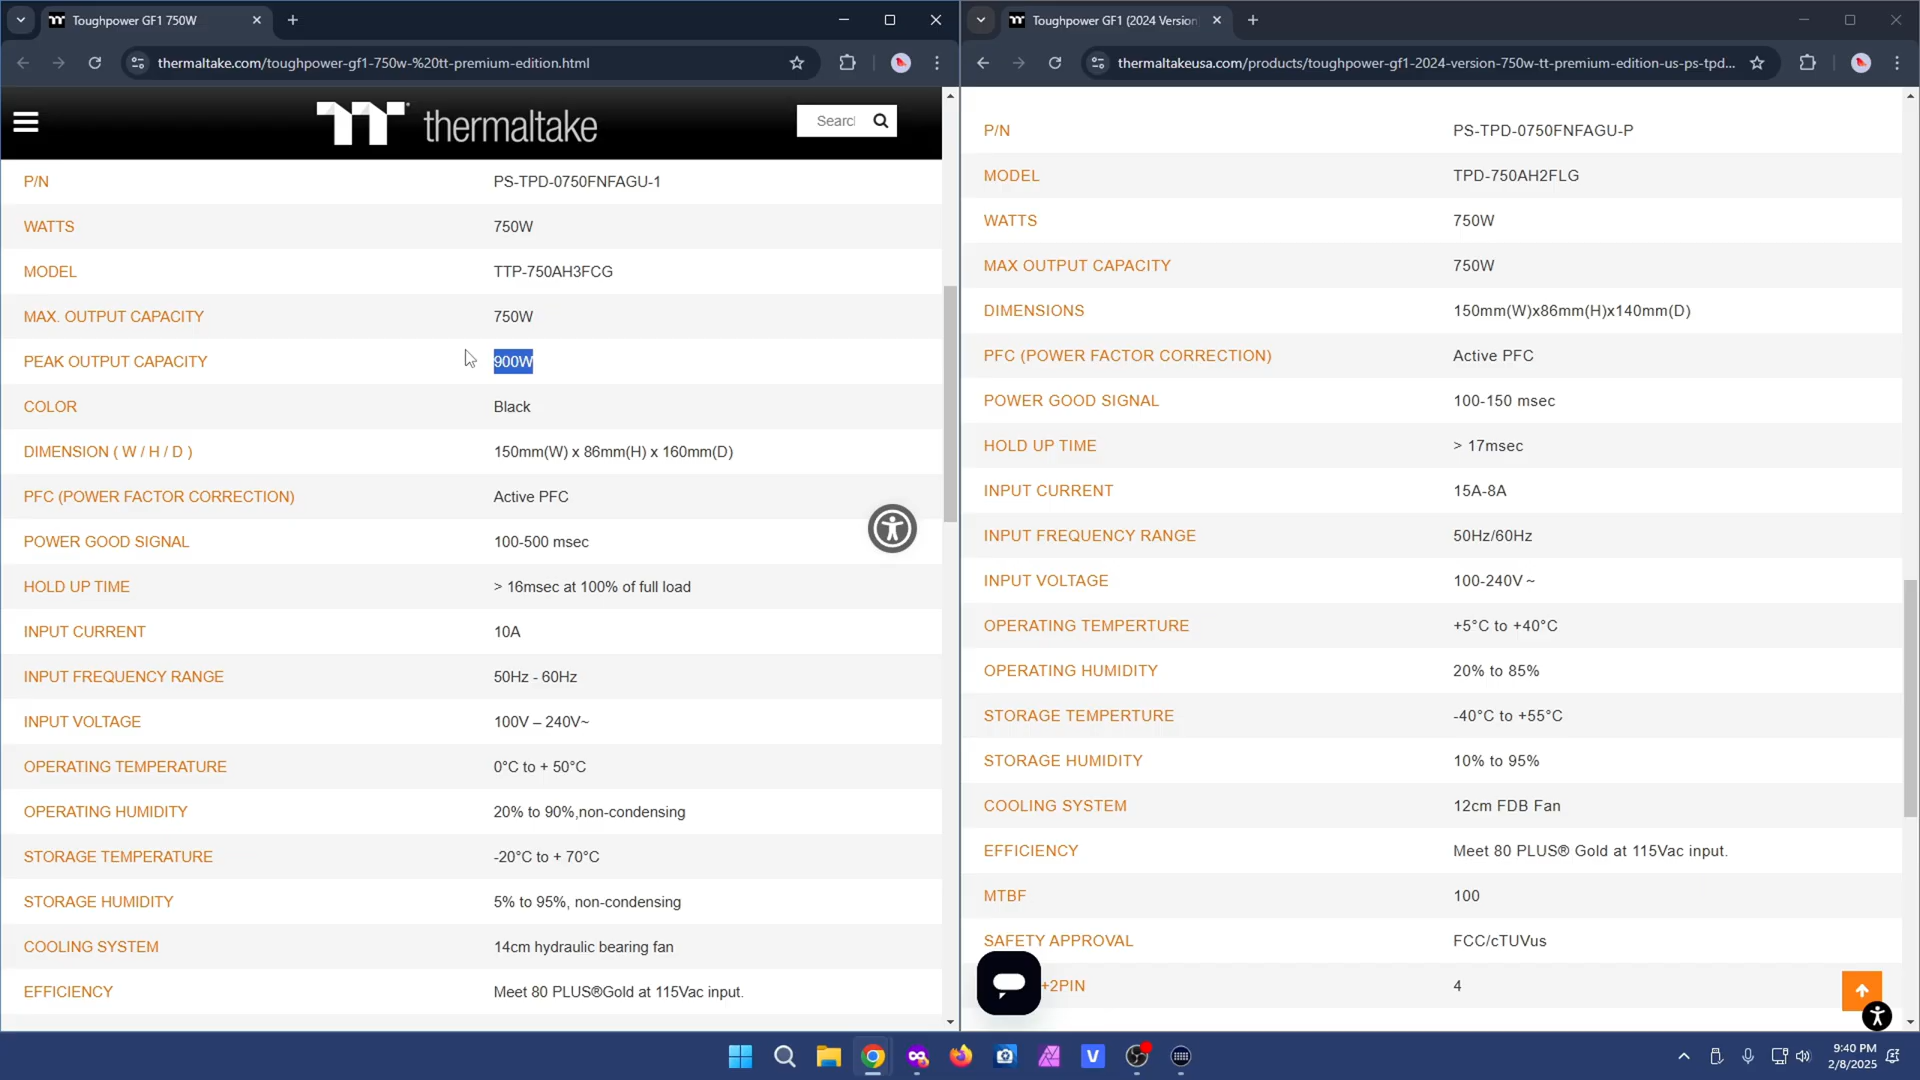 Toughpower GF1 750W
thermaltake.com/toughpower-gf1-750w-%20tt-premium-edition.html
thermaltake
Searcl
P/N PS-TPD-0750FNFAGU-1
WATTS 750W
MODEL TTP-750AH3FCG
MAX. OUTPUT CAPACITY 750W
PEAK OUTPUT CAPACITY 900W
COLOR Black
DIMENSION ( W / H / D ) 150mm(W) x 86mm(H) x 160mm(D)
PFC (POWER FACTOR CORRECTION) Active PFC
POWER GOOD SIGNAL 100-500 msec
HOLD UP TIME > 16msec at 100% of full load
INPUT CURRENT 10A
INPUT FREQUENCY RANGE 50Hz - 60Hz
INPUT VOLTAGE 100V – 240V~
OPERATING TEMPERATURE 0°C to + 50°C
OPERATING HUMIDITY 20% to 90%,non-condensing
STORAGE TEMPERATURE -20°C to + 70°C
STORAGE HUMIDITY 5% to 95%, non-condensing
COOLING SYSTEM 14cm hydraulic bearing fan
EFFICIENCY Meet 80 PLUS®Gold at 115Vac input.
Toughpower GF1 (2024 Version
thermaltakeusa.com/products/toughpower-gf1-2024-version-750w-tt-premium-edition-us-ps-tpd...
P/N PS-TPD-0750FNFAGU-P
MODEL TPD-750AH2FLG
WATTS 750W
MAX OUTPUT CAPACITY 750W
DIMENSIONS 150mm(W)x86mm(H)x140mm(D)
PFC (POWER FACTOR CORRECTION) Active PFC
POWER GOOD SIGNAL 100-150 msec
HOLD UP TIME > 17msec
INPUT CURRENT 15A-8A
INPUT FREQUENCY RANGE 50Hz/60Hz
INPUT VOLTAGE 100-240V~
OPERATING TEMPERTURE +5°C to +40°C
OPERATING HUMIDITY 20% to 85%
STORAGE TEMPERTURE -40°C to +55°C
STORAGE HUMIDITY 10% to 95%
COOLING SYSTEM 12cm FDB Fan
EFFICIENCY Meet 80 PLUS® Gold at 115Vac input.
MTBF 100
SAFETY APPROVAL FCC/cTUVus
+2PIN 4
V
9:40 PM
2/8/2025